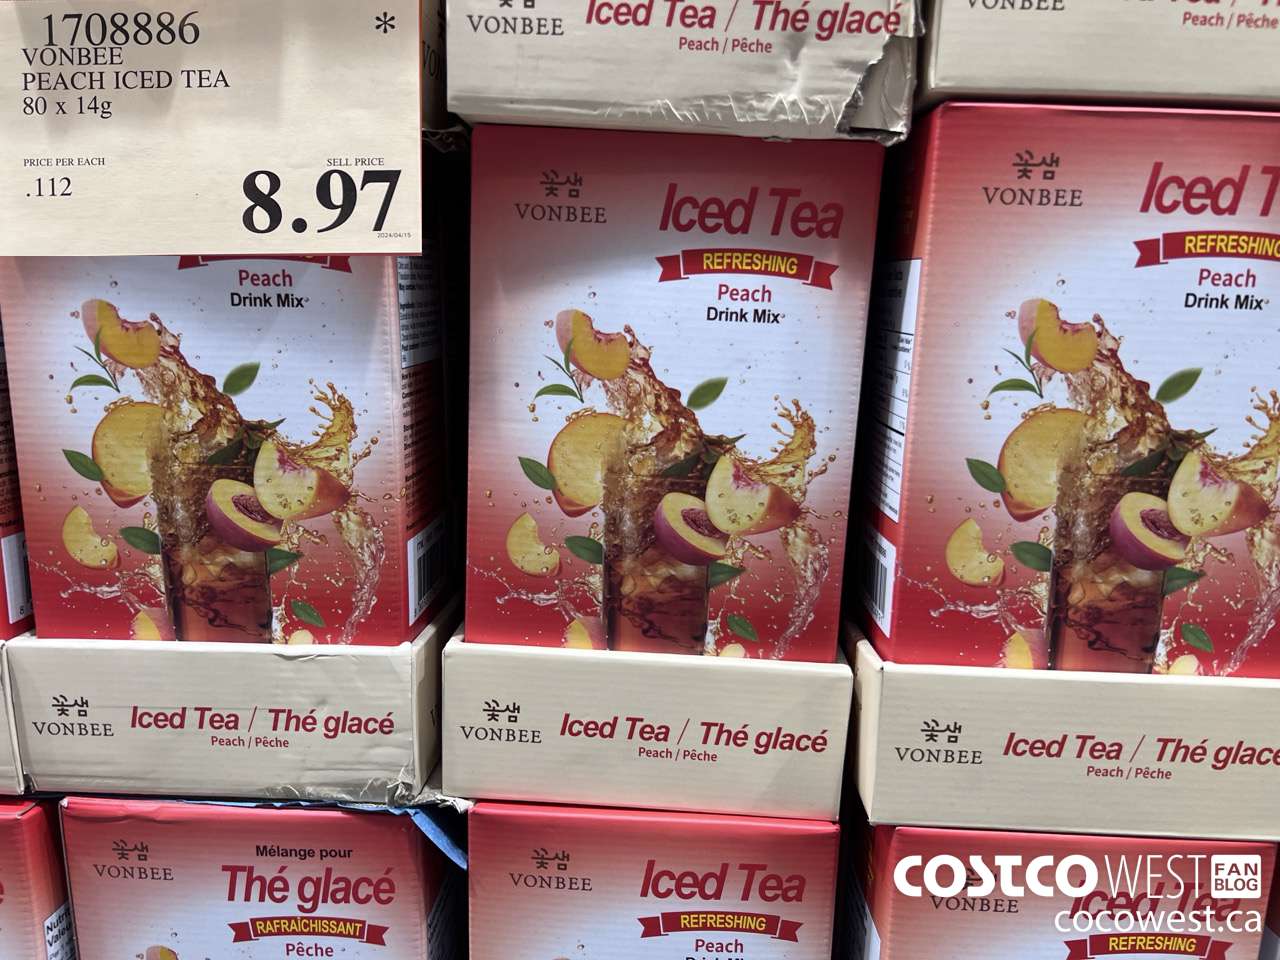 1708886 *
VONBEE
PEACH ICED TEA
80 x 14g
PRICE PER EACH
.112
SELL PRICE
8.97
2024/04/15
VONBEE
Iced Tea / Thé glacé
Peach / Pêche
VONBEE
Peach / Pêche
Peach
Drink Mix
꽃샘
VONBEE
Iced Tea
REFRESHING
Peach
Drink Mix
꽃샘
VONBEE
Iced T
REFRESHING
Peach
Drink Mix
꽃샘
VONBEE
Iced Tea / Thé glacé
Peach / Pêche
꽃샘
VONBEE
Iced Tea / Thé glacé
Peach / Pêche
꽃샘
VONBEE
Iced Tea / Thé glacé
Peach / Pêche
꽃샘
VONBEE
Mélange pour
Thé glacé
RAFRAÎCHISSANT
Pêche
꽃샘
VONBEE
Iced Tea
REFRESHING
Peach
VONBEE
Iced Tea
REFRESHING
COSTCO WEST FAN BLOG
cocowest.ca